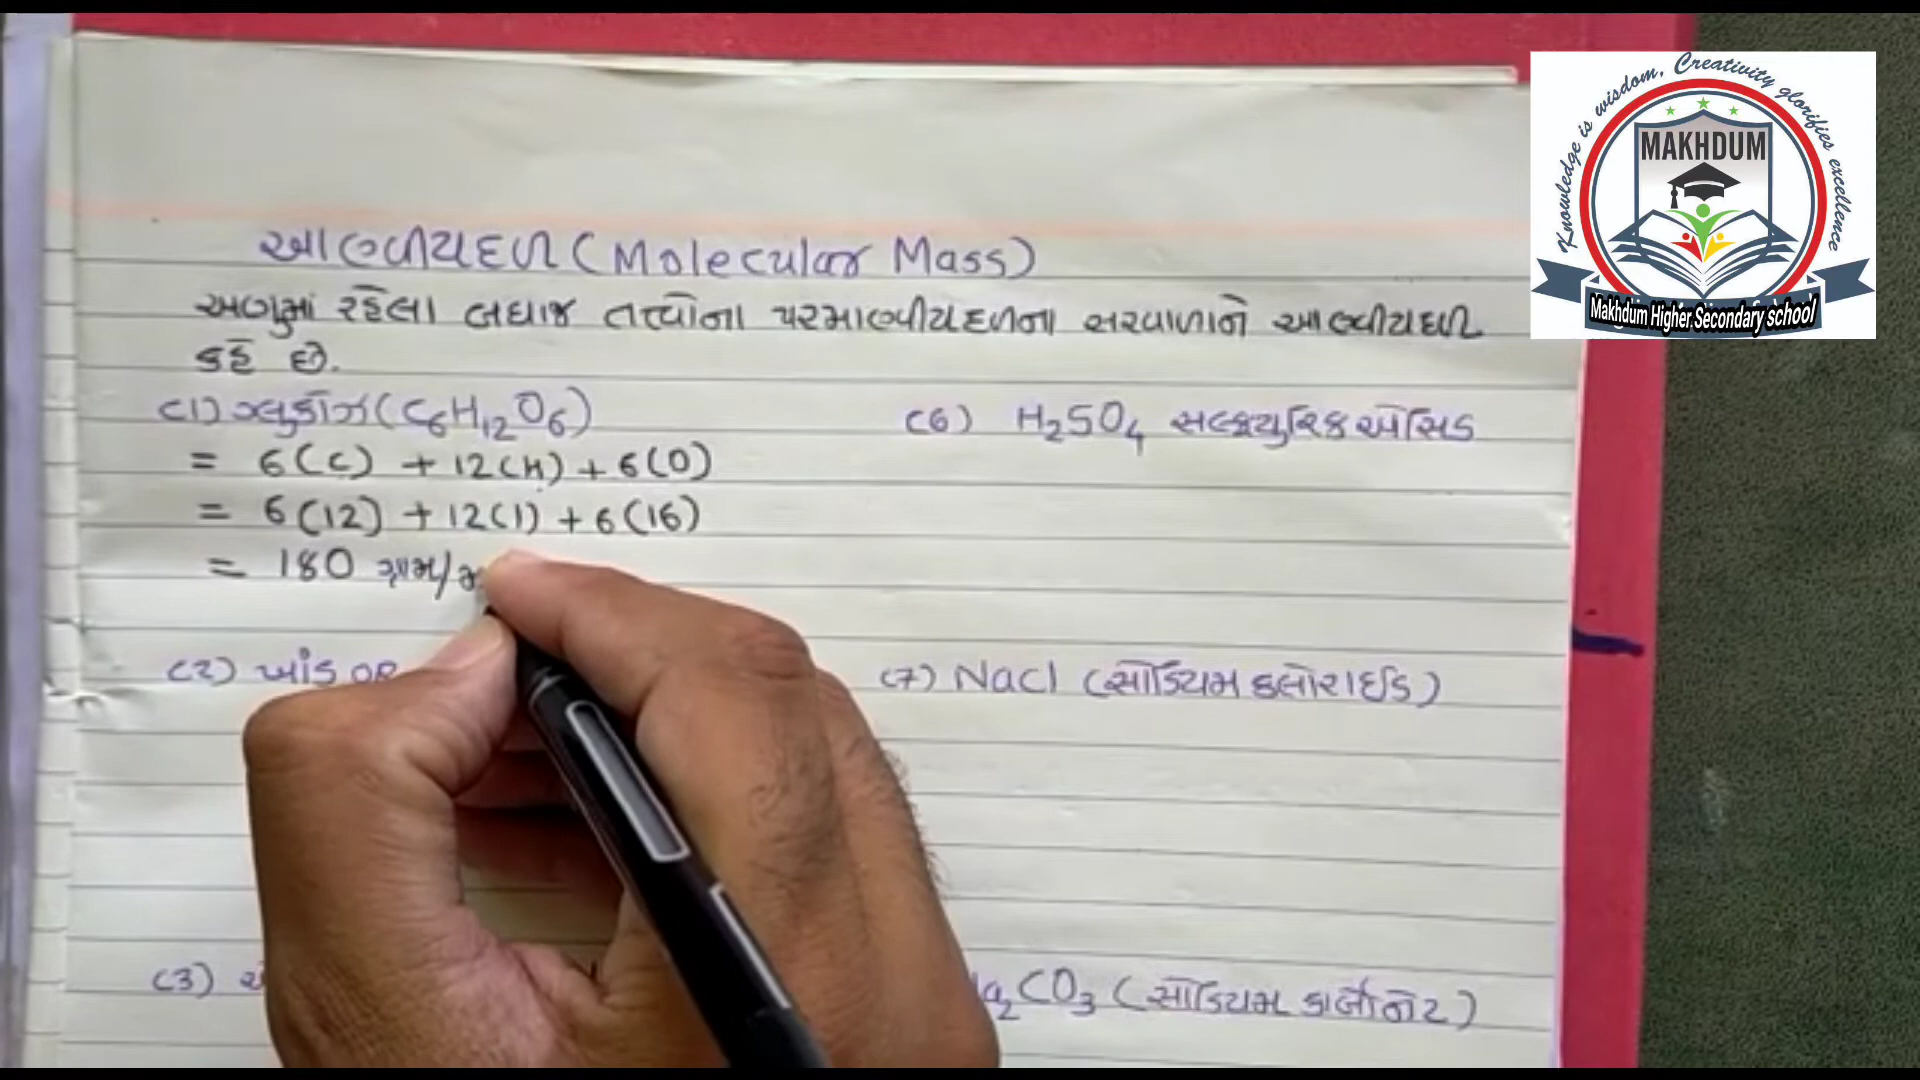 આણ્વીયદળ (Molecular Mass)
અણુમાં રહેલા બધાજ તત્વોના પરમાણ્વીયદળના સરવાળાને આણ્વીયદળ
કહે છે.
(1) ગ્લુકોઝ (C₆H₁₂O₆)
= 6(C) + 12(H) + 6(O)
= 6(12) + 12(1) + 6(16)
= 180 ગ્રામ/મ
(2) ખાંડ OR
(3)
(6) H₂SO₄ સલ્ફ્યુરિક એસિડ
(7) NaCl (સોડિયમ ક્લોરાઈડ)
a₂CO₃ (સોડિયમ કાર્બોનેટ)
Knowledge is wisdom, Creativity glorifies excellence
MAKHDUM
Makhdum Higher Secondary school